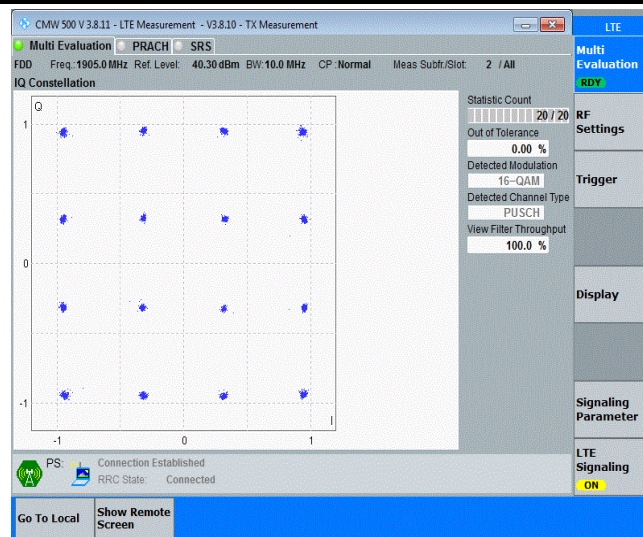 CMW 500 V 3.8.11 - LTE Measurement - V3.8.10 - TX Measurement
LTE
Multi Evaluation PRACH SRS
Multi
Evaluation
RDY
FDD Freq.:1905.0 MHz Ref. Level: 40.30 dBm BW:10.0 MHz CP :Normal Meas Subfr./Slot: 2 / All
IQ Constellation
Q
1
0
-1
-1 0 1
I
Statistic Count
20 / 20
Out of Tolerance
0.00 %
Detected Modulation
16-QAM
Detected Channel Type
PUSCH
View Filter Throughput
100.0 %
RF
Settings
Trigger
Display
Signaling
Parameter
LTE
Signaling
ON
PS: Connection Established
RRC State: Connected
Go To Local
Show Remote
Screen